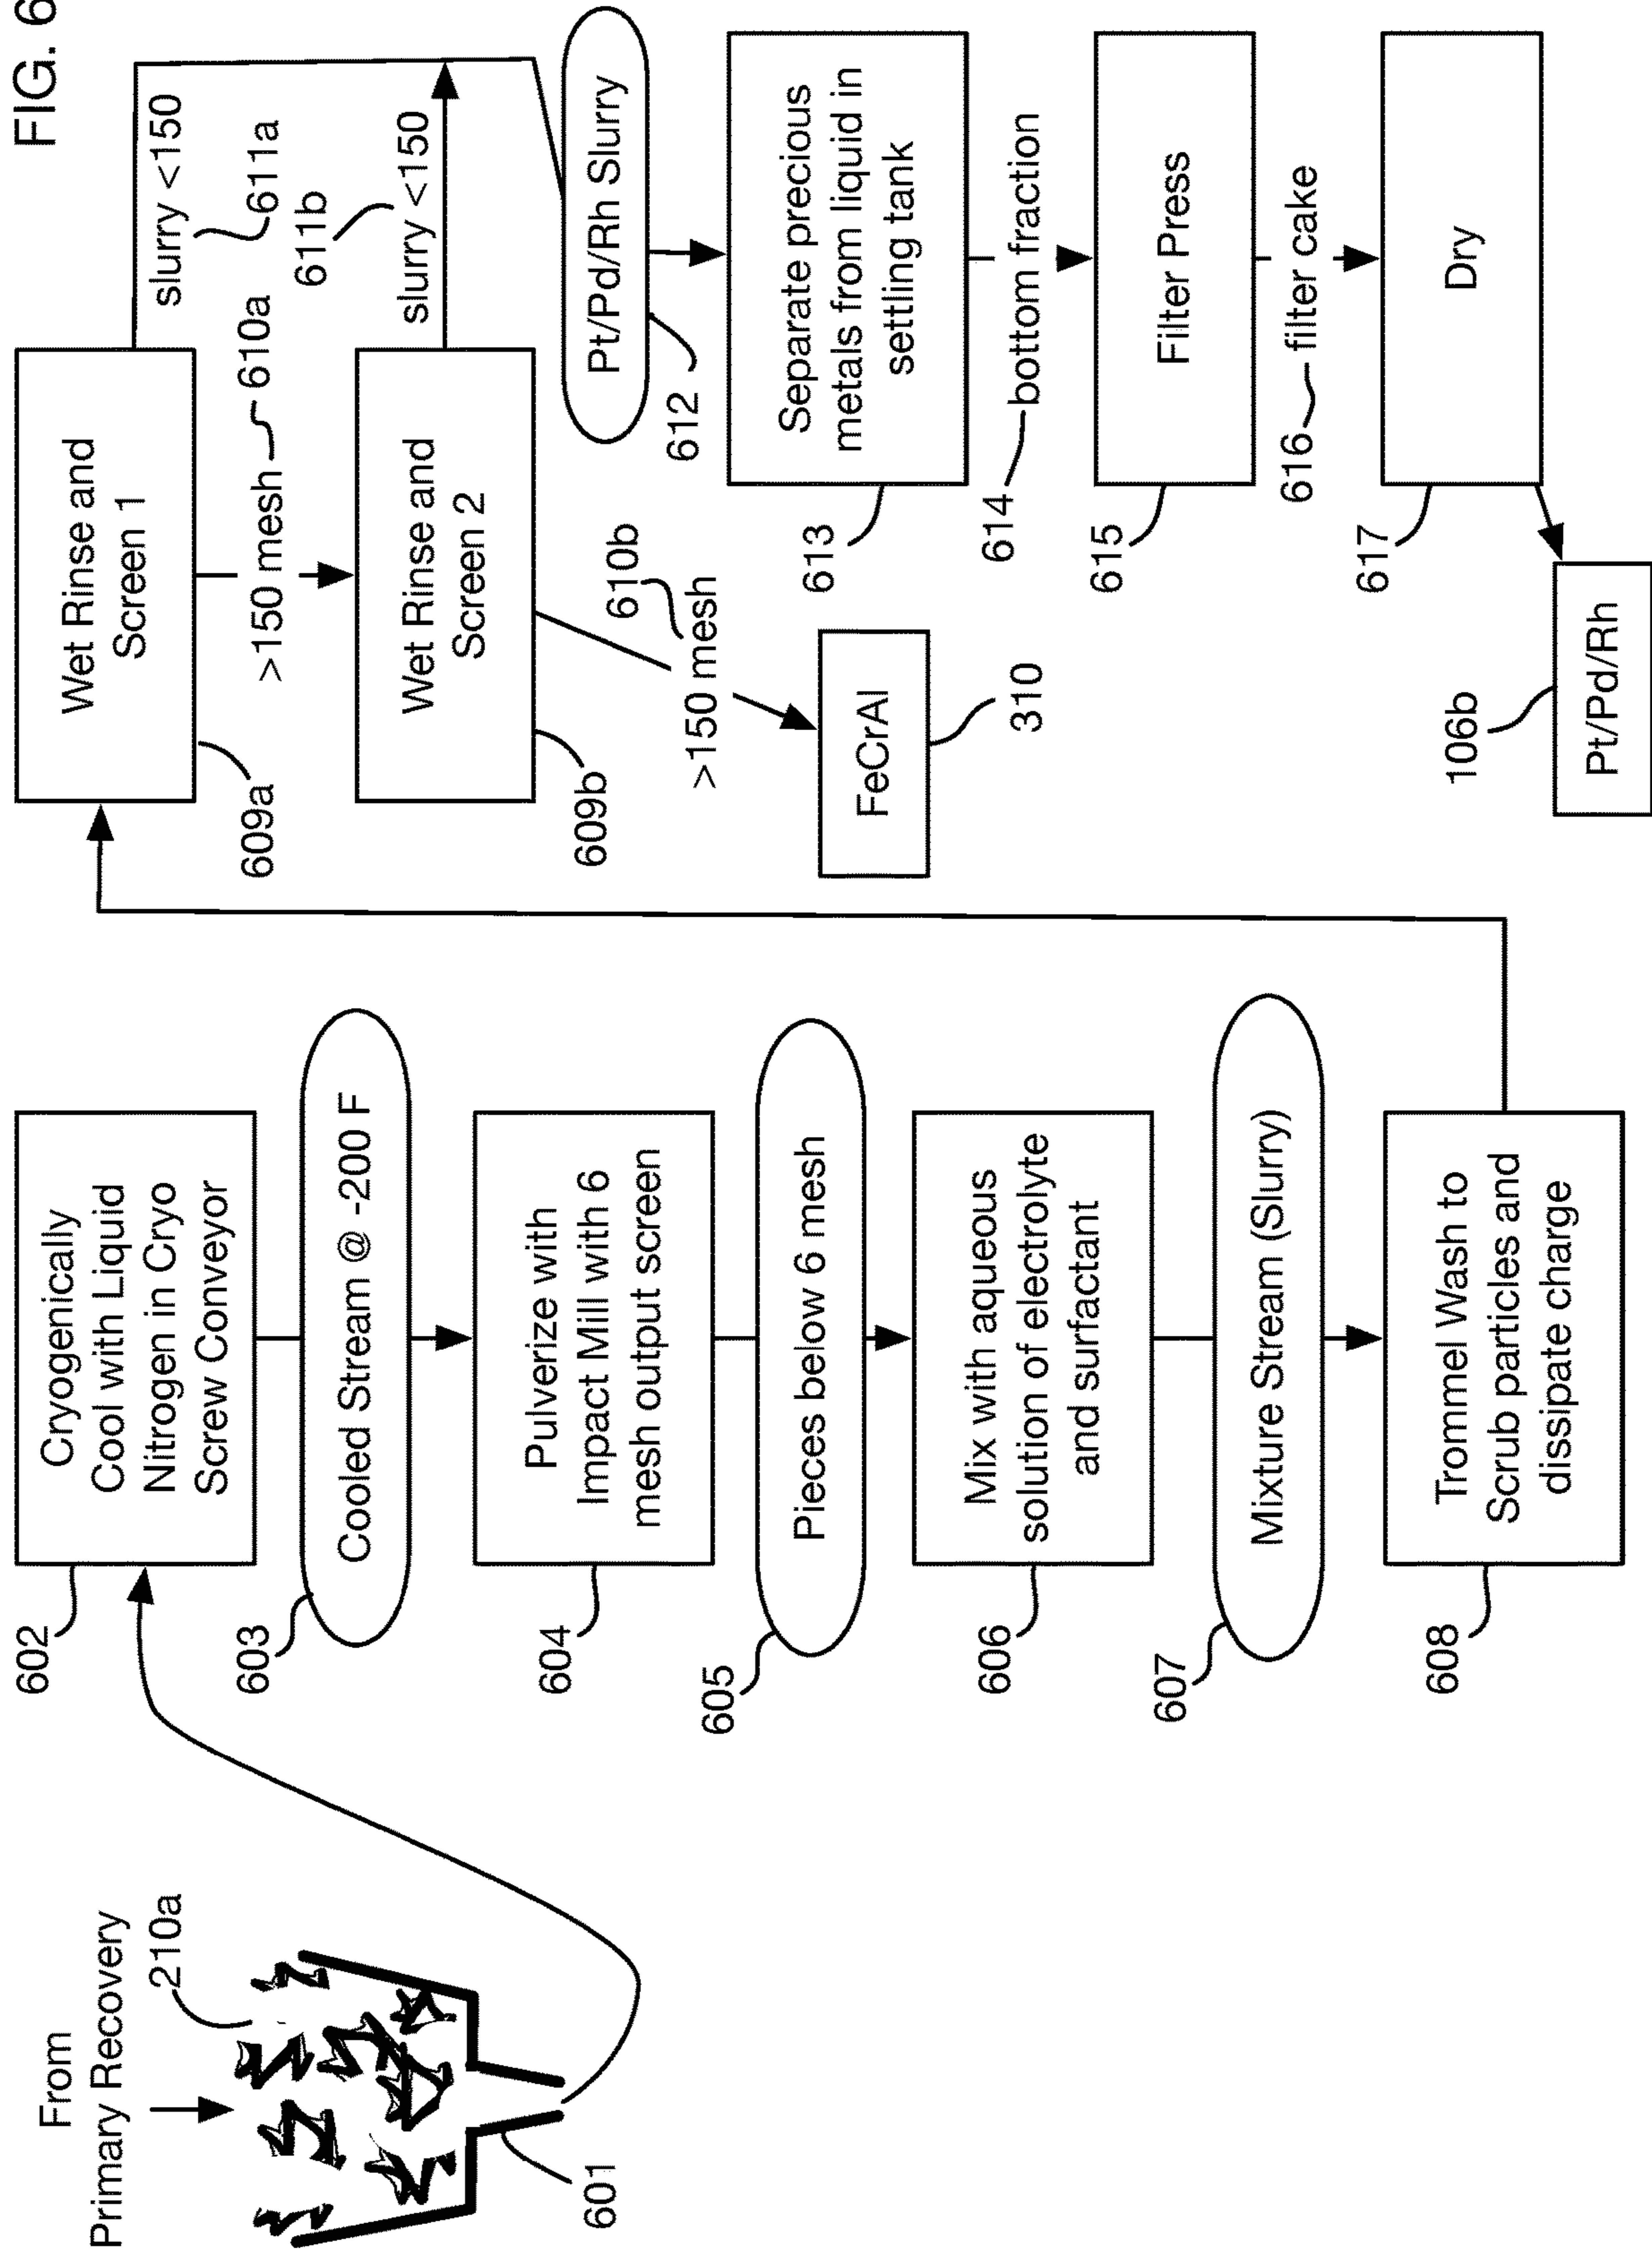 FIG. 6
From
Primary Recovery
210a
601
602
Cryogenically
Cool with Liquid
Nitrogen in Cryo
Screw Conveyor
603
Cooled Stream @ -200 F
604
Pulverize with
Impact Mill with 6
mesh output screen
605
Pieces below 6 mesh
606
Mix with aqueous
solution of electrolyte
and surfactant
607
Mixture Stream (Slurry)
608
Trommel Wash to
Scrub particles and
dissipate charge
609a
Wet Rinse and
Screen 1
slurry <150
611a
>150 mesh
610a
611b
609b
Wet Rinse and
Screen 2
slurry <150
610b
>150 mesh
FeCrAl
310
Pt/Pd/Rh Slurry
612
613
Separate precious
metals from liquid in
settling tank
614
bottom fraction
615
Filter Press
616
filter cake
617
Dry
106b
Pt/Pd/Rh